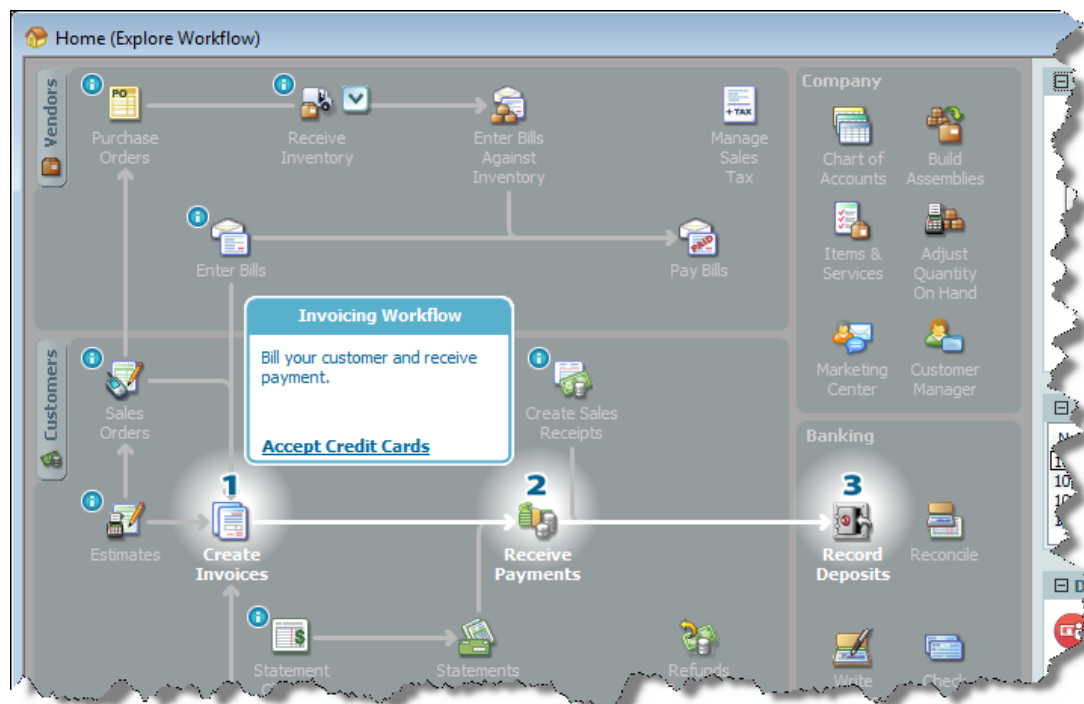 Home (Explore Workflow)
Vendors
PO
Purchase
Orders
Receive
Inventory
Enter Bills
Against
Inventory
+ TAX
Manage
Sales
Tax
Enter Bills
PAID
Pay Bills
Customers
Sales
Orders
Invoicing Workflow
Bill your customer and receive
payment.
Accept Credit Cards
Create Sales
Receipts
Estimates
1
Create
Invoices
2
Receive
Payments
3
Record
Deposits
Statement
Statements
Refunds
Company
Chart of
Accounts
Build
Assemblies
Items &
Services
Adjust
Quantity
On Hand
Marketing
Center
Customer
Manager
Banking
Reconcile
Write
Check
10
D